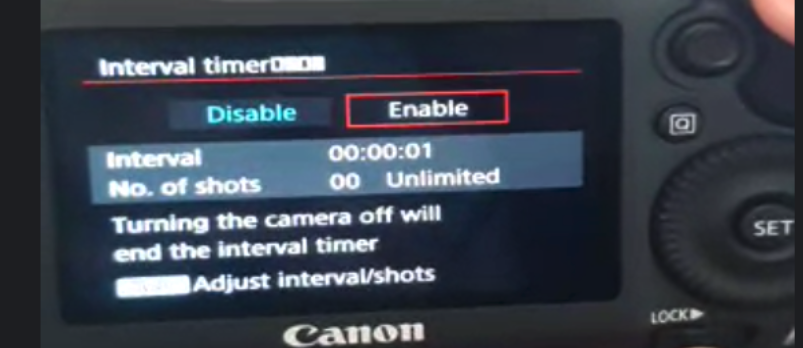 Interval timer
Disable
Enable
Interval 00:00:01
No. of shots 00 Unlimited
Turning the camera off will
end the interval timer
Adjust interval/shots
Canon
Q
SET
LOCK